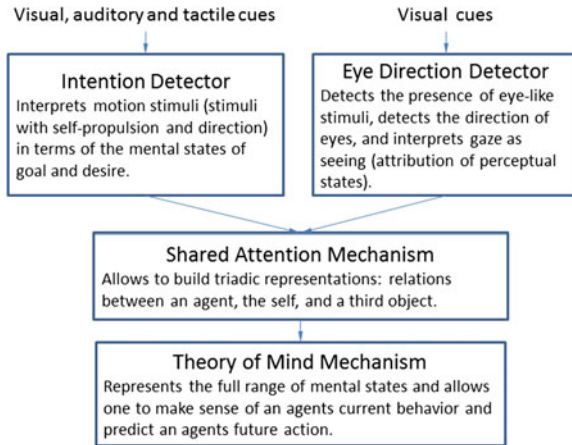 Visual, auditory and tactile cues
Visual cues
Intention Detector
Interprets motion stimuli (stimuli
with self-propulsion and direction)
in terms of the mental states of
goal and desire.
Eye Direction Detector
Detects the presence of eye-like
stimuli, detects the direction of
eyes, and interprets gaze as
seeing (attribution of perceptual
states).
Shared Attention Mechanism
Allows to build triadic representations: relations
between an agent, the self, and a third object.
Theory of Mind Mechanism
Represents the full range of mental states and allows
one to make sense of an agents current behavior and
predict an agents future action.